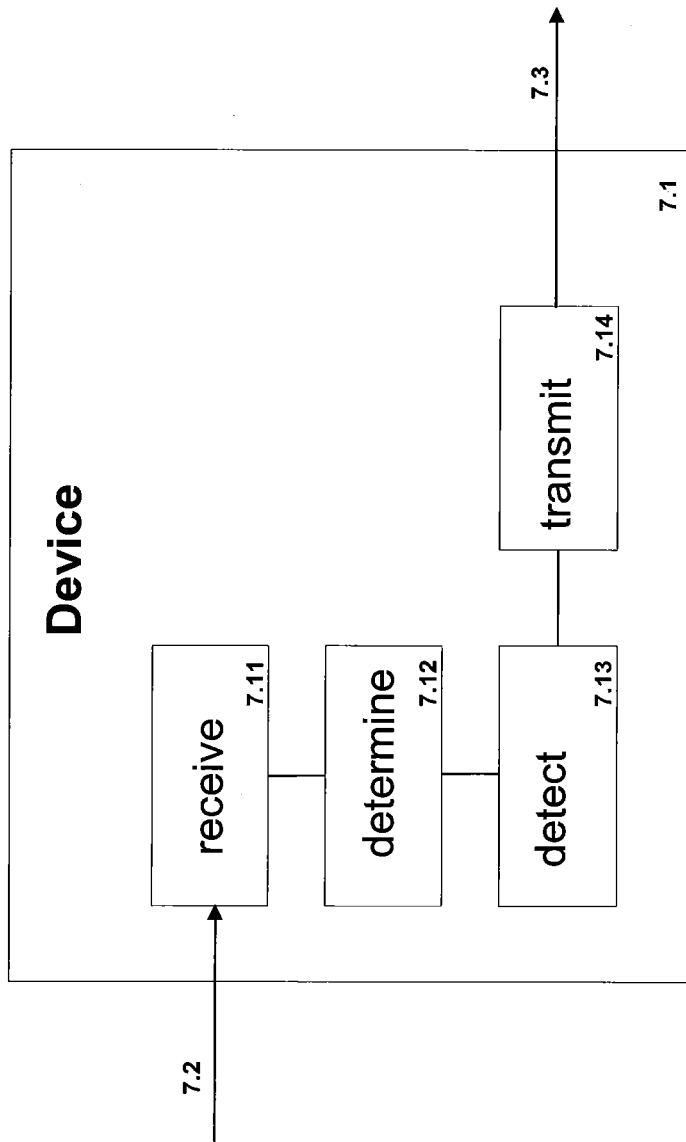 Device
7.2
receive
7.11
determine
7.12
detect
7.13
transmit
7.14
7.3
7.1